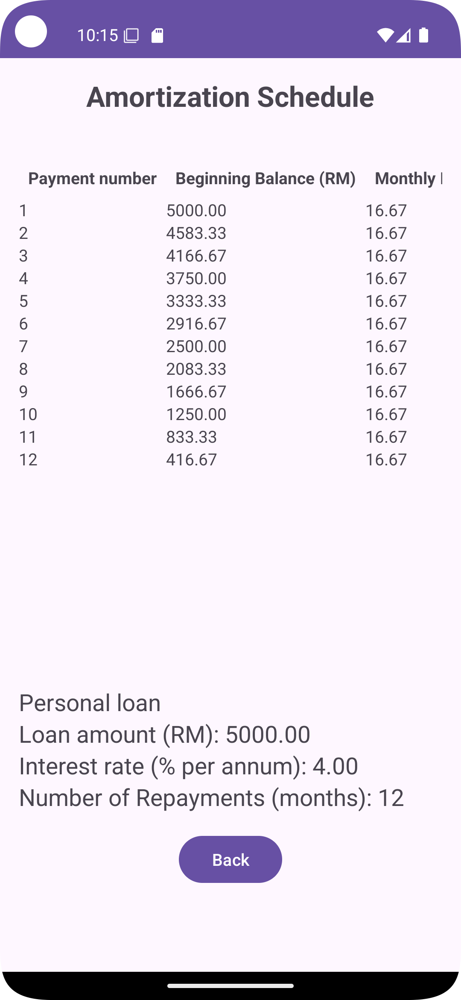 10:15
Amortization Schedule
Payment number Beginning Balance (RM) Monthly
1 5000.00 16.67
2 4583.33 16.67
3 4166.67 16.67
4 3750.00 16.67
5 3333.33 16.67
6 2916.67 16.67
7 2500.00 16.67
8 2083.33 16.67
9 1666.67 16.67
10 1250.00 16.67
11 833.33 16.67
12 416.67 16.67
Personal loan
Loan amount (RM): 5000.00
Interest rate (% per annum): 4.00
Number of Repayments (months): 12
Back